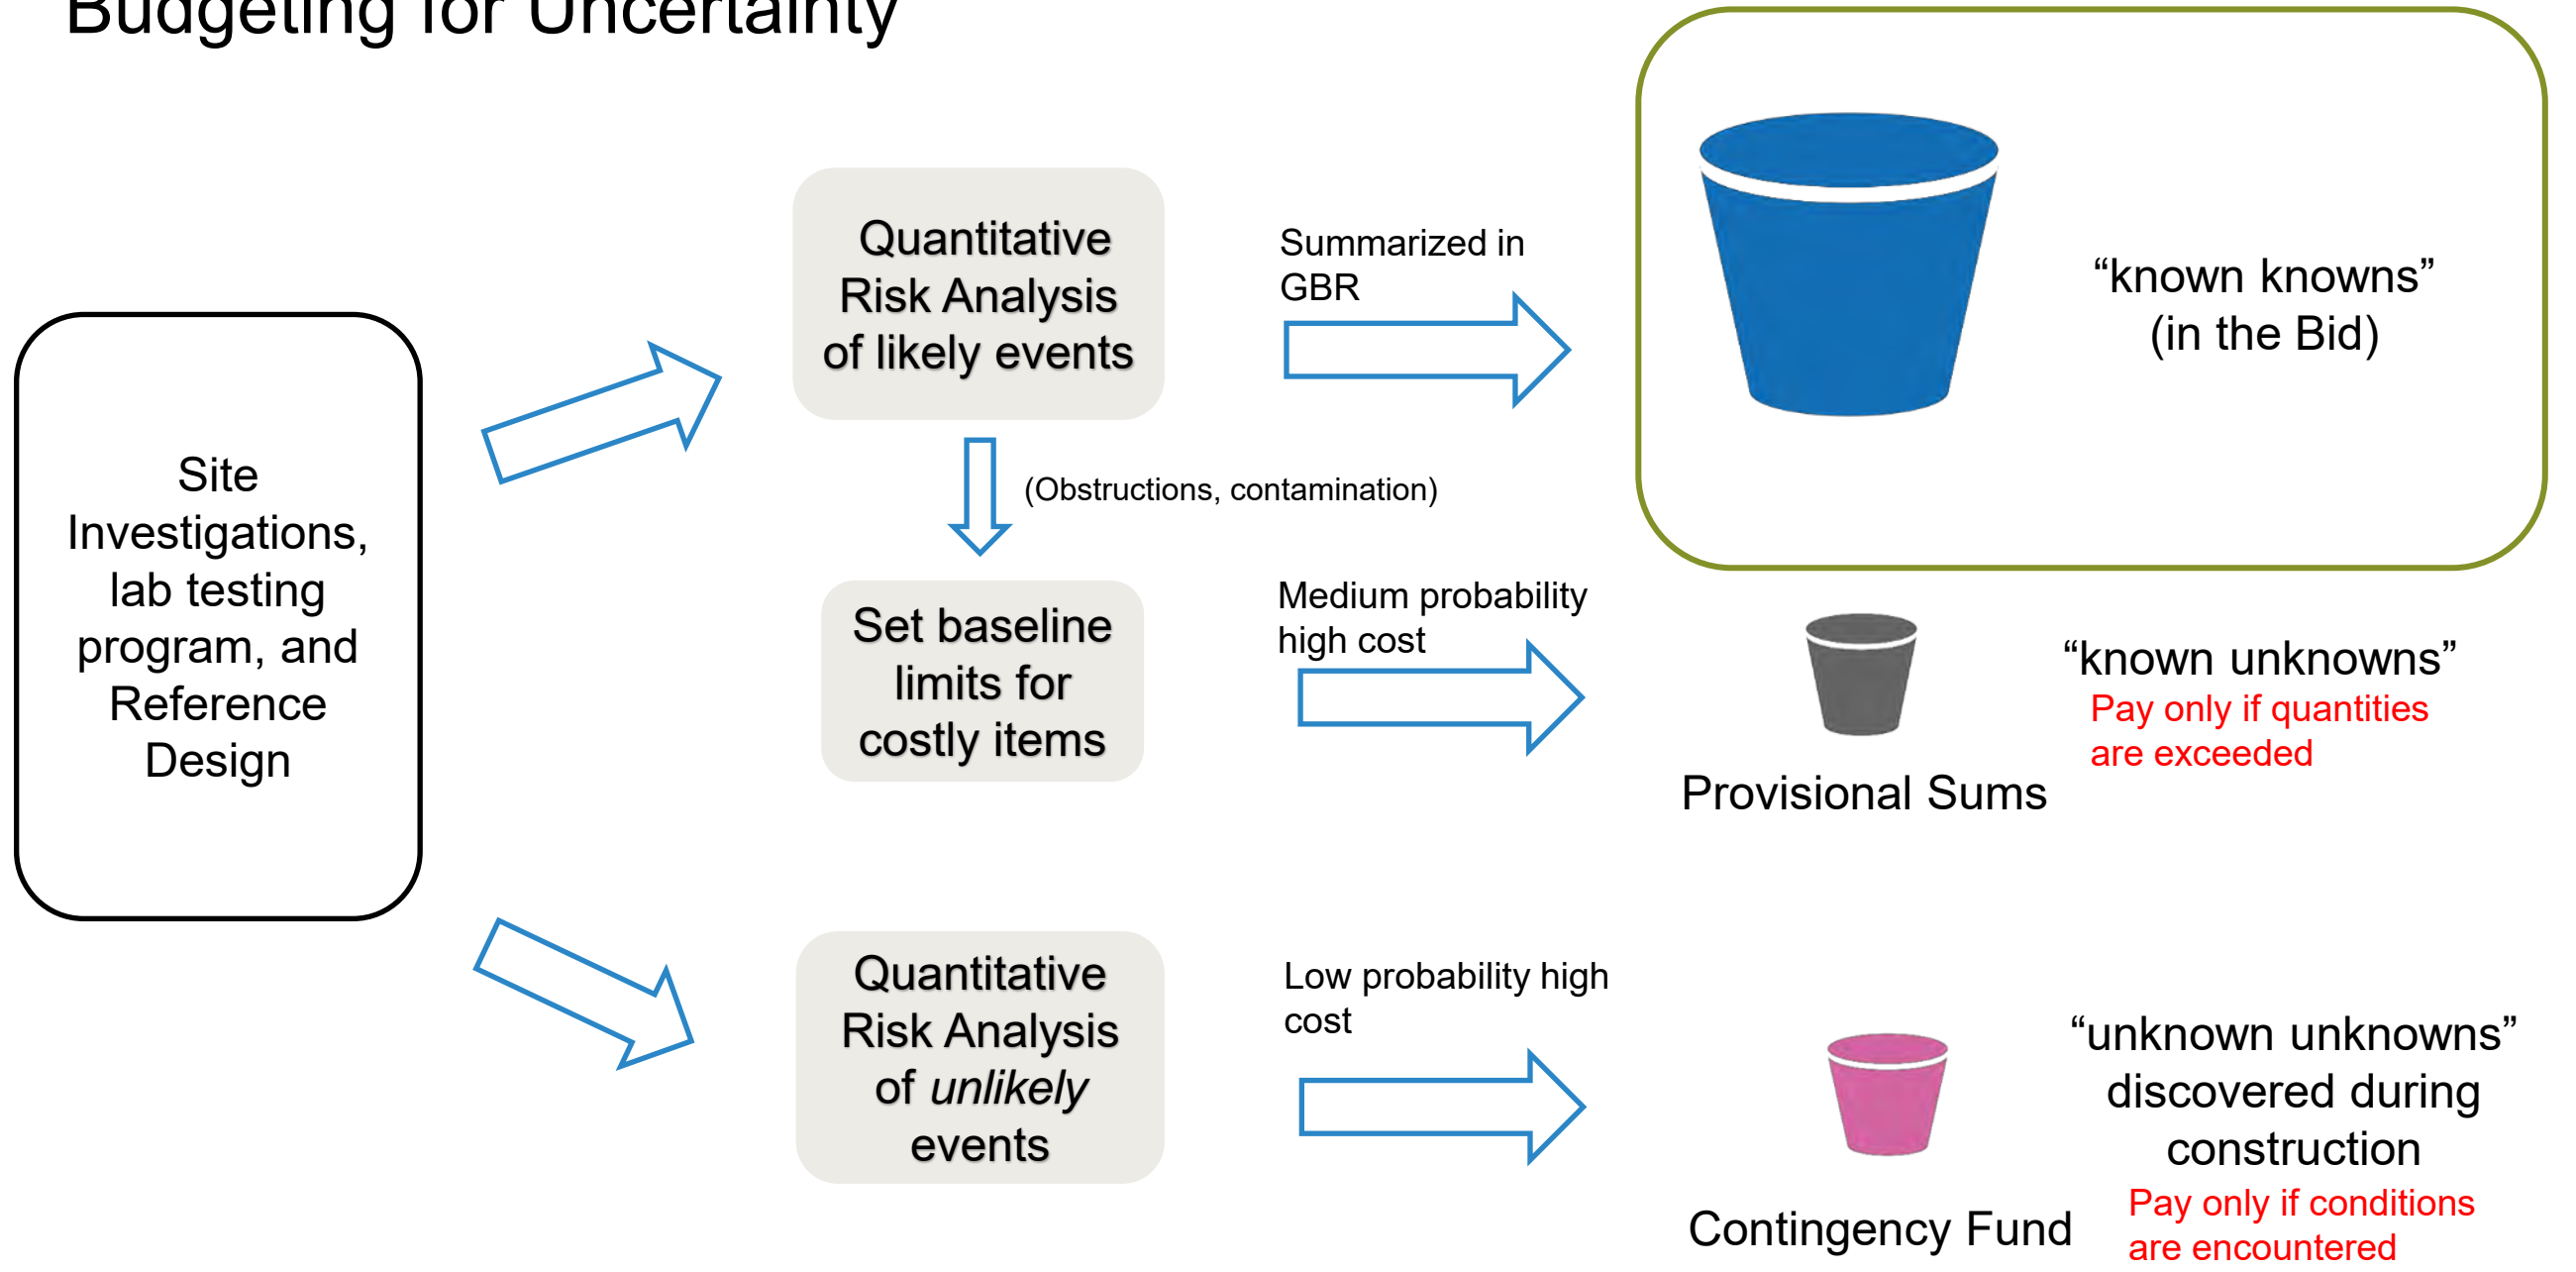 Budgeting for Uncertainty
Site
Investigations,
lab testing
program, and
Reference
Design
Quantitative
Risk Analysis
of likely events
Summarized in
GBR
“known knowns”
(in the Bid)
(Obstructions, contamination)
Set baseline
limits for
costly items
Medium probability
high cost
“known unknowns”
Pay only if quantities
are exceeded
Provisional Sums
Quantitative
Risk Analysis
of unlikely
events
Low probability high
cost
“unknown unknowns”
discovered during
construction
Pay only if conditions
are encountered
Contingency Fund